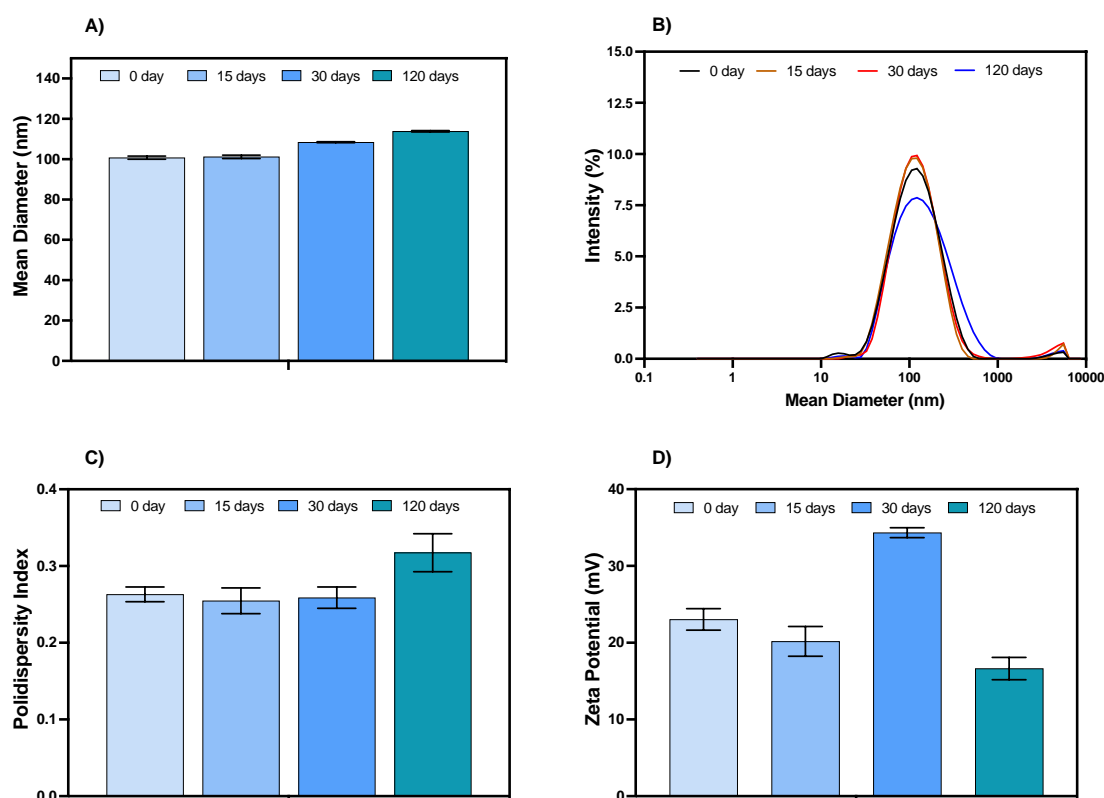 A)
0 day 15 days 30 days 120 days
Mean Diameter (nm)
140
120
100
80
60
40
20
0
B)
0 day 15 days 30 days 120 days
Intensity (%)
15.0
10.0
7.5
5.0
2.5
0.0
0.1 1 10 100 1000 10000
Mean Diameter (nm)
C)
0 day 15 days 30 days 120 days
Polidispersity Index
0.4
0.3
0.2
0.1
0.0
D)
0 day 15 days 30 days 120 days
Zeta Potential (mV)
40
30
20
10
0